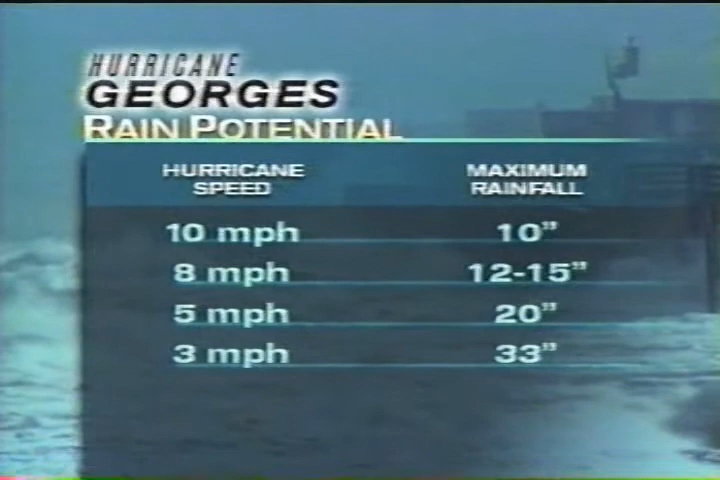 HURRICANE
GEORGES
RAIN POTENTIAL
HURRICANE SPEED MAXIMUM RAINFALL
10 mph 10”
8 mph 12-15”
5 mph 20”
3 mph 33”